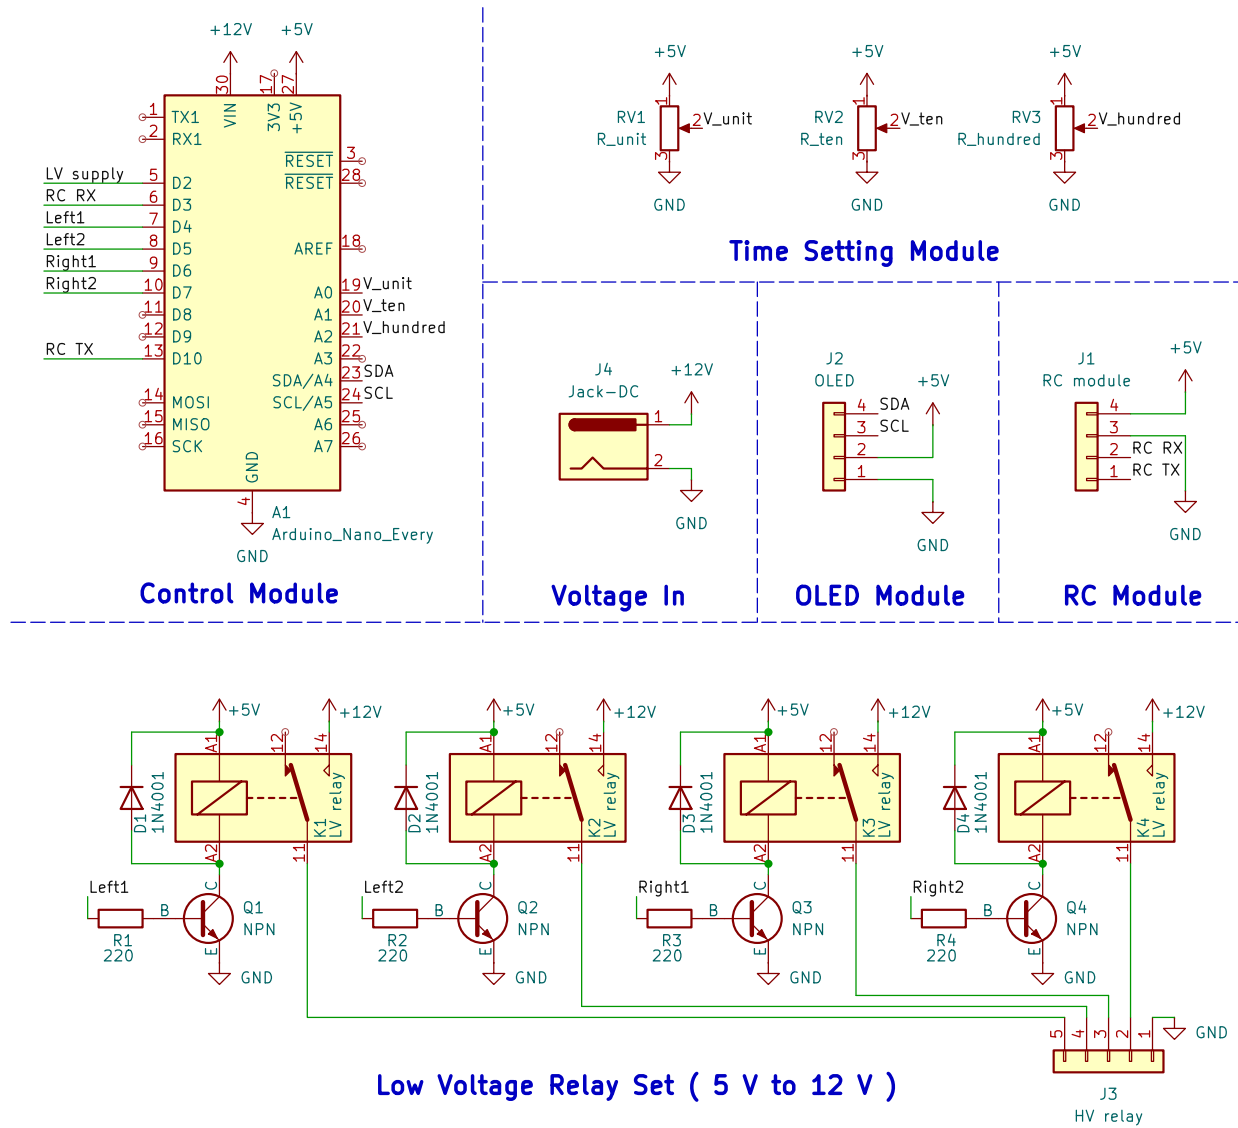 +12V
+5V
30
17
27
VIN
3V3
+5V
1
TX1
2
RX1
3
RESET
28
RESET
LV supply
5
D2
RC RX
6
D3
Left1
7
D4
Left2
8
D5
18
AREF
Right1
9
D6
Right2
10
D7
A0
19
V_unit
11
D8
A1
20
V_ten
12
D9
A2
21
V_hundred
RC TX
13
D10
A3
22
SDA/A4
23
SDA
14
MOSI
SCL/A5
24
SCL
15
MISO
A6
25
16
SCK
A7
26
GND
4
A1
Arduino_Nano_Every
GND
Control Module
+5V
1
RV1
R_unit
2
V_unit
3
GND
+5V
1
RV2
R_ten
2
V_ten
3
GND
+5V
1
RV3
R_hundred
2
V_hundred
3
GND
Time Setting Module
J4
Jack-DC
+12V
1
2
GND
Voltage In
J2
OLED
+5V
4
SDA
3
SCL
2
1
GND
OLED Module
J1
RC module
+5V
4
3
2
RC RX
1
RC TX
GND
RC Module
+5V
+12V
A1
12
14
D1
1N4001
K1
LV relay
A2
11
Left1
C
B
E
Q1
NPN
R1
220
GND
+5V
+12V
A1
12
14
D2
1N4001
K2
LV relay
A2
11
Left2
C
B
E
Q2
NPN
R2
220
GND
+5V
+12V
A1
12
14
D3
1N4001
K3
LV relay
A2
11
Right1
C
B
E
Q3
NPN
R3
220
GND
+5V
+12V
A1
12
14
D4
1N4001
K4
LV relay
A2
11
Right2
C
B
E
Q4
NPN
R4
220
GND
5
4
3
2
1
GND
J3
HV relay
Low Voltage Relay Set ( 5 V to 12 V )